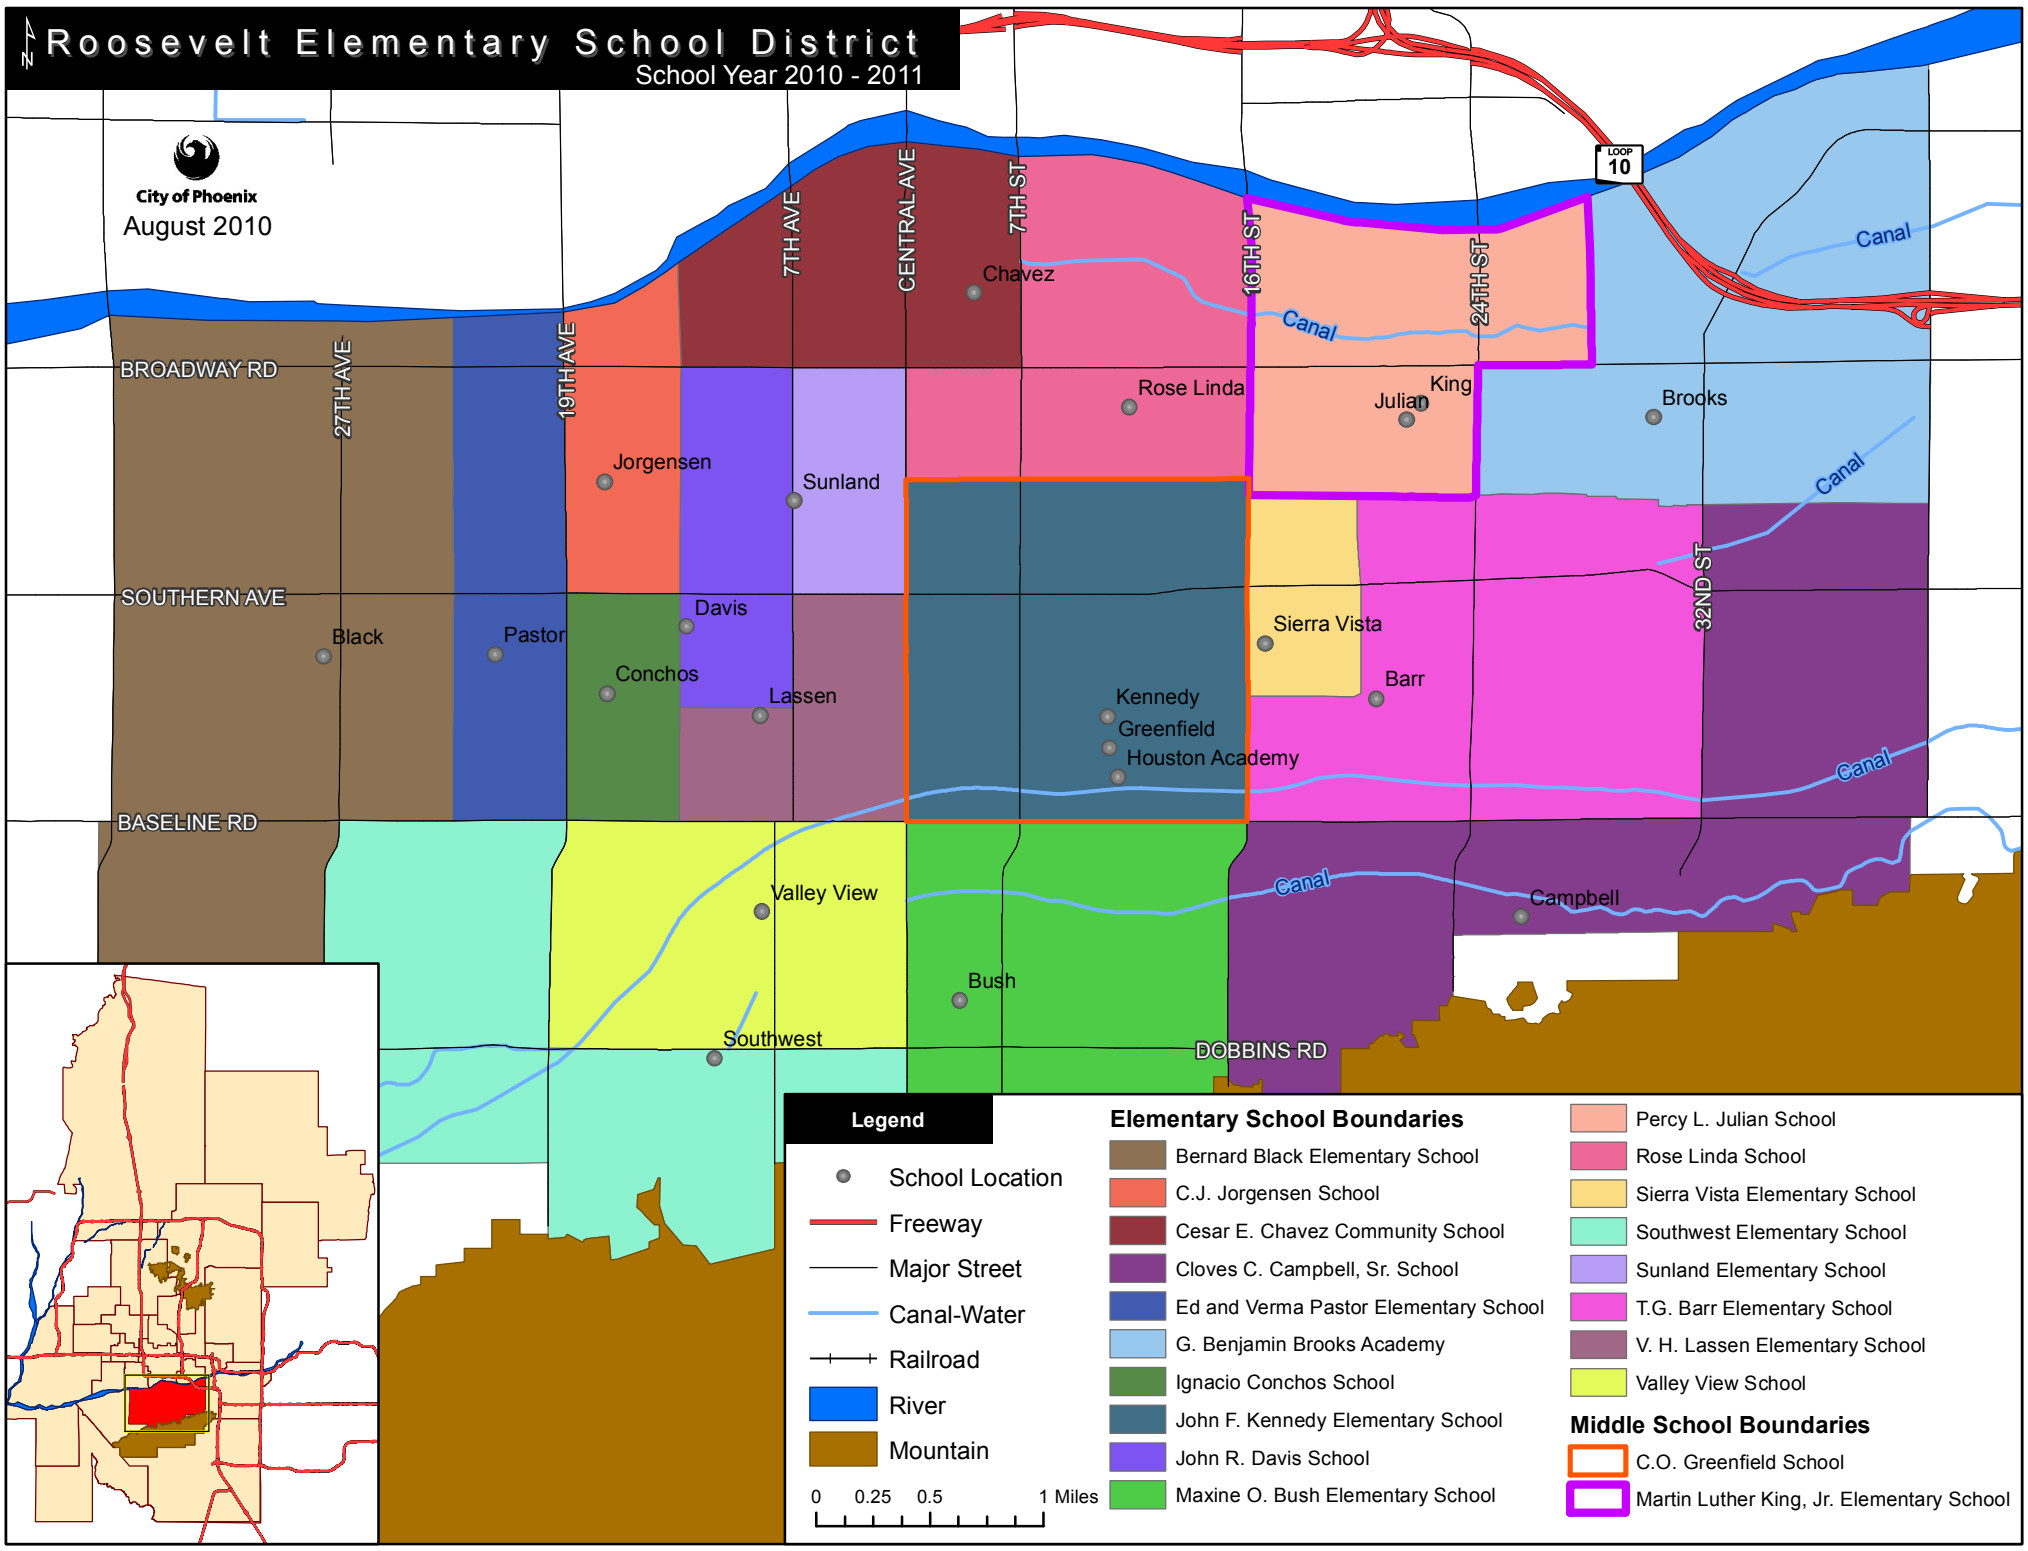 Roosevelt Elementary School District
School Year 2010 - 2011
N
City of Phoenix
August 2010
LOOP
10
7TH AVE
CENTRAL AVE
7TH ST
16TH ST
24TH ST
Canal
Chavez
Canal
27TH AVE
19TH AVE
BROADWAY RD
Rose Linda
King
Julian
Brooks
Jorgensen
Sunland
Canal
32ND ST
SOUTHERN AVE
Davis
Black
Pastor
Sierra Vista
Conchos
Lassen
Kennedy
Barr
Greenfield
Houston Academy
Canal
BASELINE RD
Valley View
Canal
Campbell
Bush
Southwest
DOBBINS RD
Legend
School Location
Freeway
Major Street
Canal-Water
Railroad
River
Mountain
0 0.25 0.5 1 Miles
Elementary School Boundaries
Bernard Black Elementary School
C.J. Jorgensen School
Cesar E. Chavez Community School
Cloves C. Campbell, Sr. School
Ed and Verma Pastor Elementary School
G. Benjamin Brooks Academy
Ignacio Conchos School
John F. Kennedy Elementary School
John R. Davis School
Maxine O. Bush Elementary School
Percy L. Julian School
Rose Linda School
Sierra Vista Elementary School
Southwest Elementary School
Sunland Elementary School
T.G. Barr Elementary School
V. H. Lassen Elementary School
Valley View School
Middle School Boundaries
C.O. Greenfield School
Martin Luther King, Jr. Elementary School